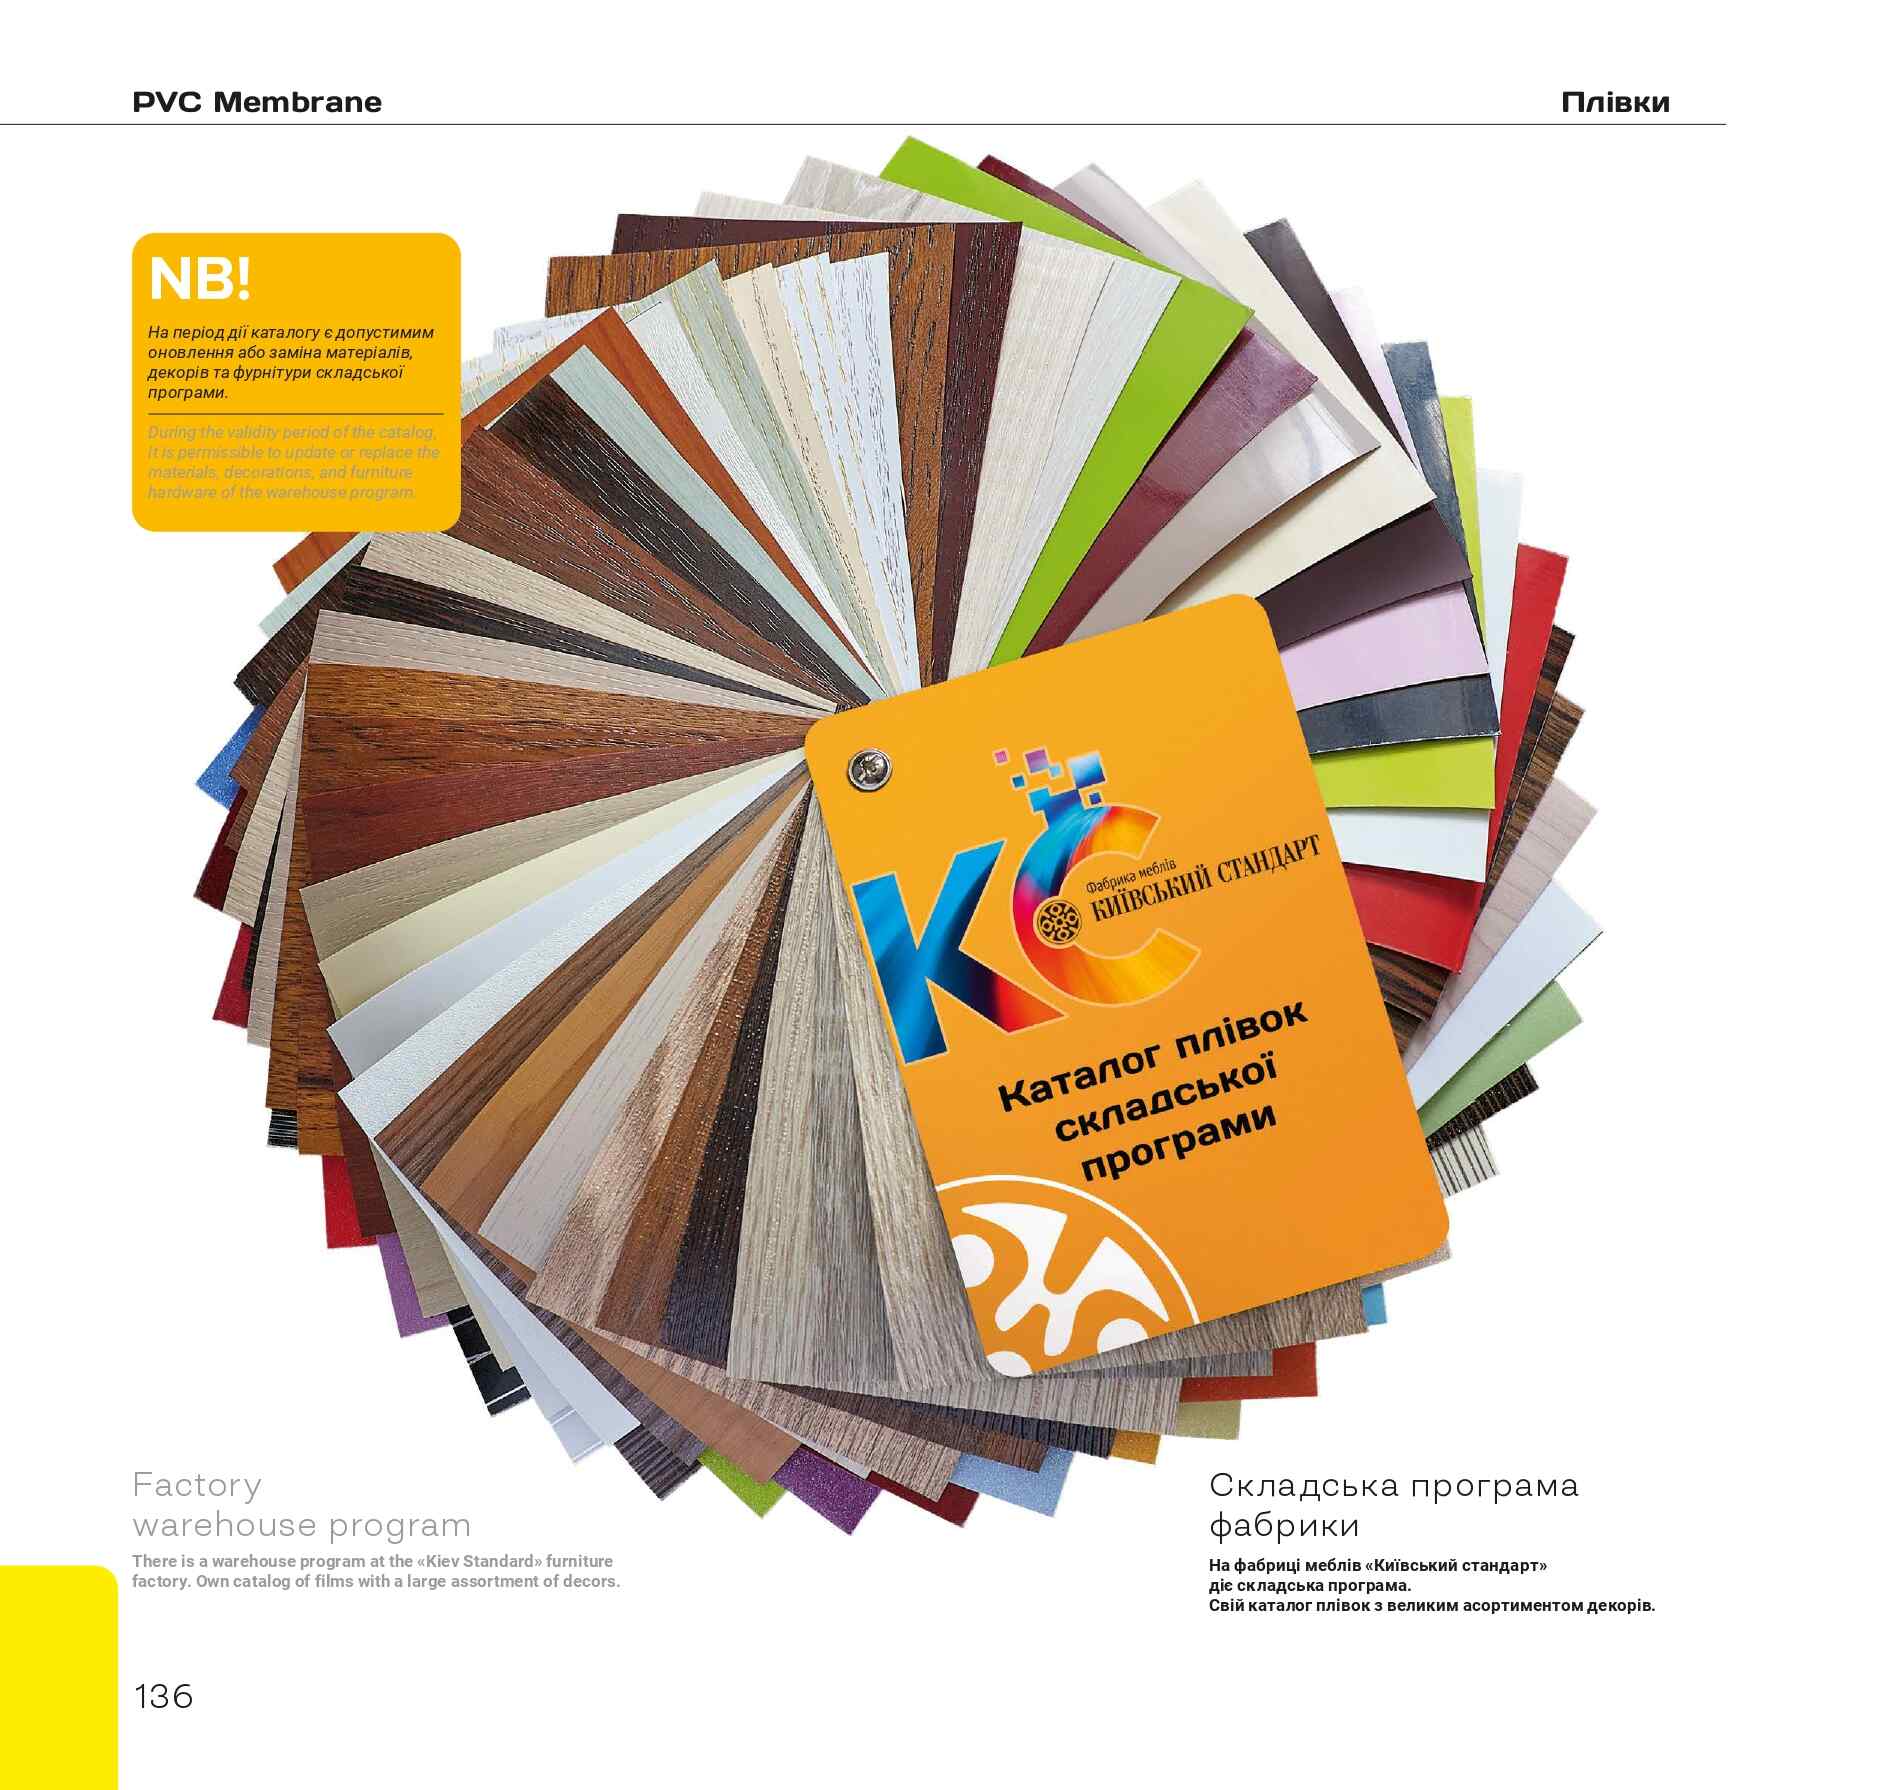 PVC Membrane
Плівки
NB!
На період дії каталогу є допустимим
оновлення або заміна матеріалів,
декорів та фурнітури складської
програми.
During the validity period of the catalog,
It is permissible to update or replace the
materials, decorations, and furniture
hardware of the warehouse program.
КС
Фабрика меблів
КИЇВСЬКИЙ СТАНДАРТ
Каталог плівок
складської
програми
Factory
warehouse program
There is a warehouse program at the «Kiev Standard» furniture
factory. Own catalog of films with a large assortment of decors.
Складська програма
фабрики
На фабриці меблів «Київський стандарт»
діє складська програма.
Свій каталог плівок з великим асортиментом декорів.
136